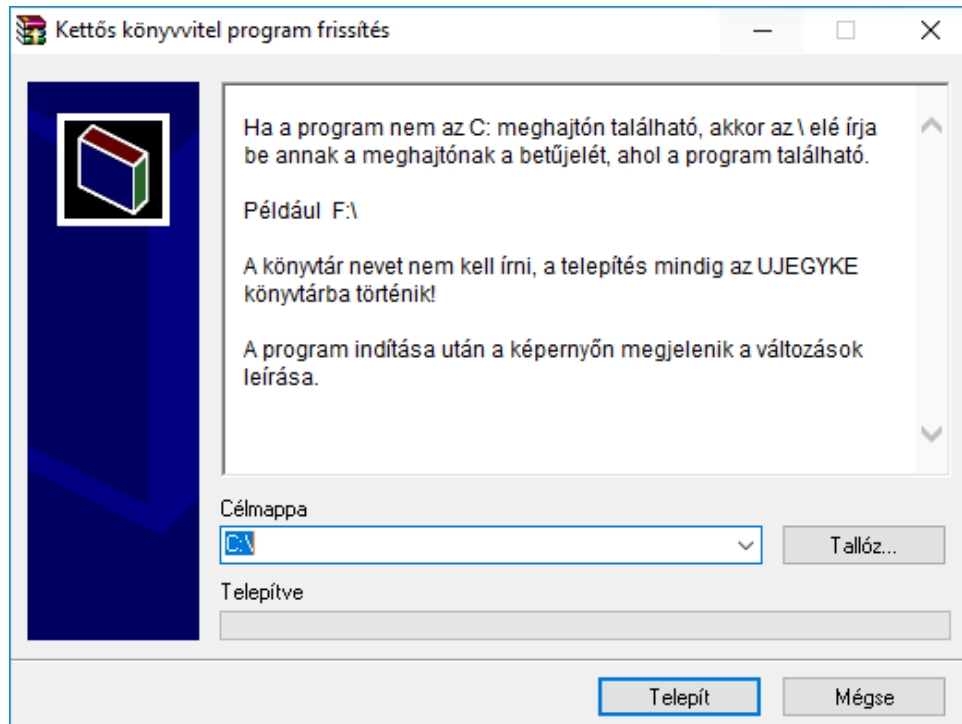 Kettős könyvvitel program frissítés
Ha a program nem az C: meghajtón található, akkor az \ elé írja
be annak a meghajtónak a betűjelét, ahol a program található.
Például F:\
A könyvtár nevet nem kell írni, a telepítés mindig az UJEGYKE
könyvtárba történik!
A program indítása után a képernyőn megjelenik a változások
leírása.
Célmappa
C:\
Tallóz...
Telepítve
Telepít
Mégse